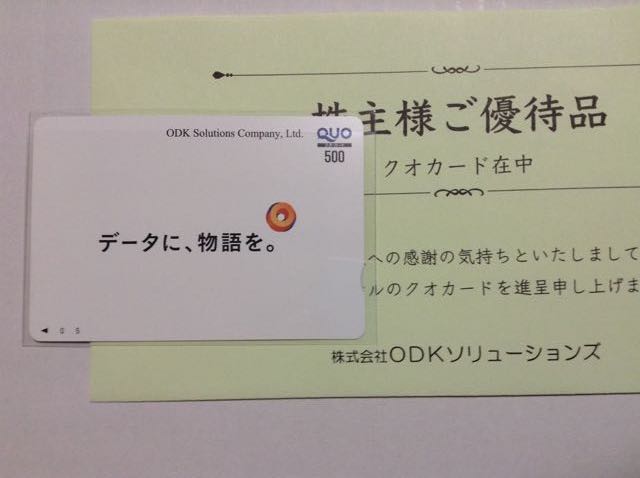 株主様ご優待品
クオカード在中
への感謝の気持ちといたしまして
ルのクオカードを進呈申し上げま
株式会社ODKソリューションズ
ODK Solutions Company, Ltd.
QUO
500
データに、物語を。
◀ 0 5